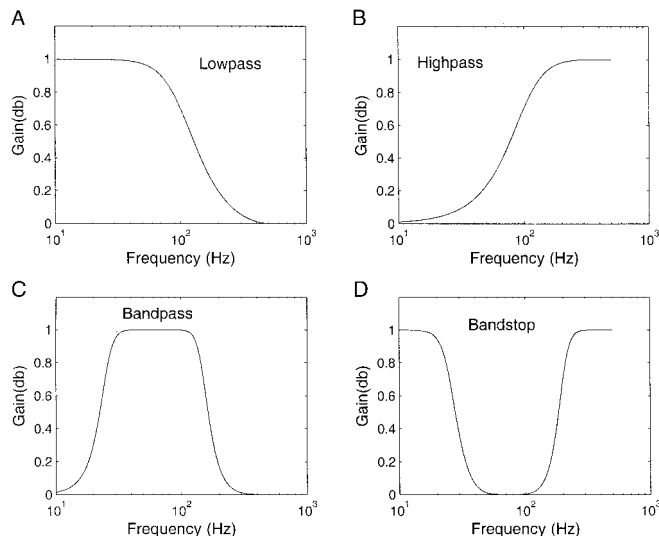 A
Lowpass
Gain(db)
1
0.8
0.6
0.4
0.2
0
10^1
10^2
10^3
Frequency (Hz)
B
Highpass
Gain(db)
1
0.8
0.6
0.4
0.2
0
10^1
10^2
10^3
Frequency (Hz)
C
Bandpass
Gain(db)
1
0.8
0.6
0.4
0.2
0
10^1
10^2
10^3
Frequency (Hz)
D
Bandstop
Gain(db)
1
0.8
0.6
0.4
0.2
0
10^1
10^2
10^3
Frequency (Hz)